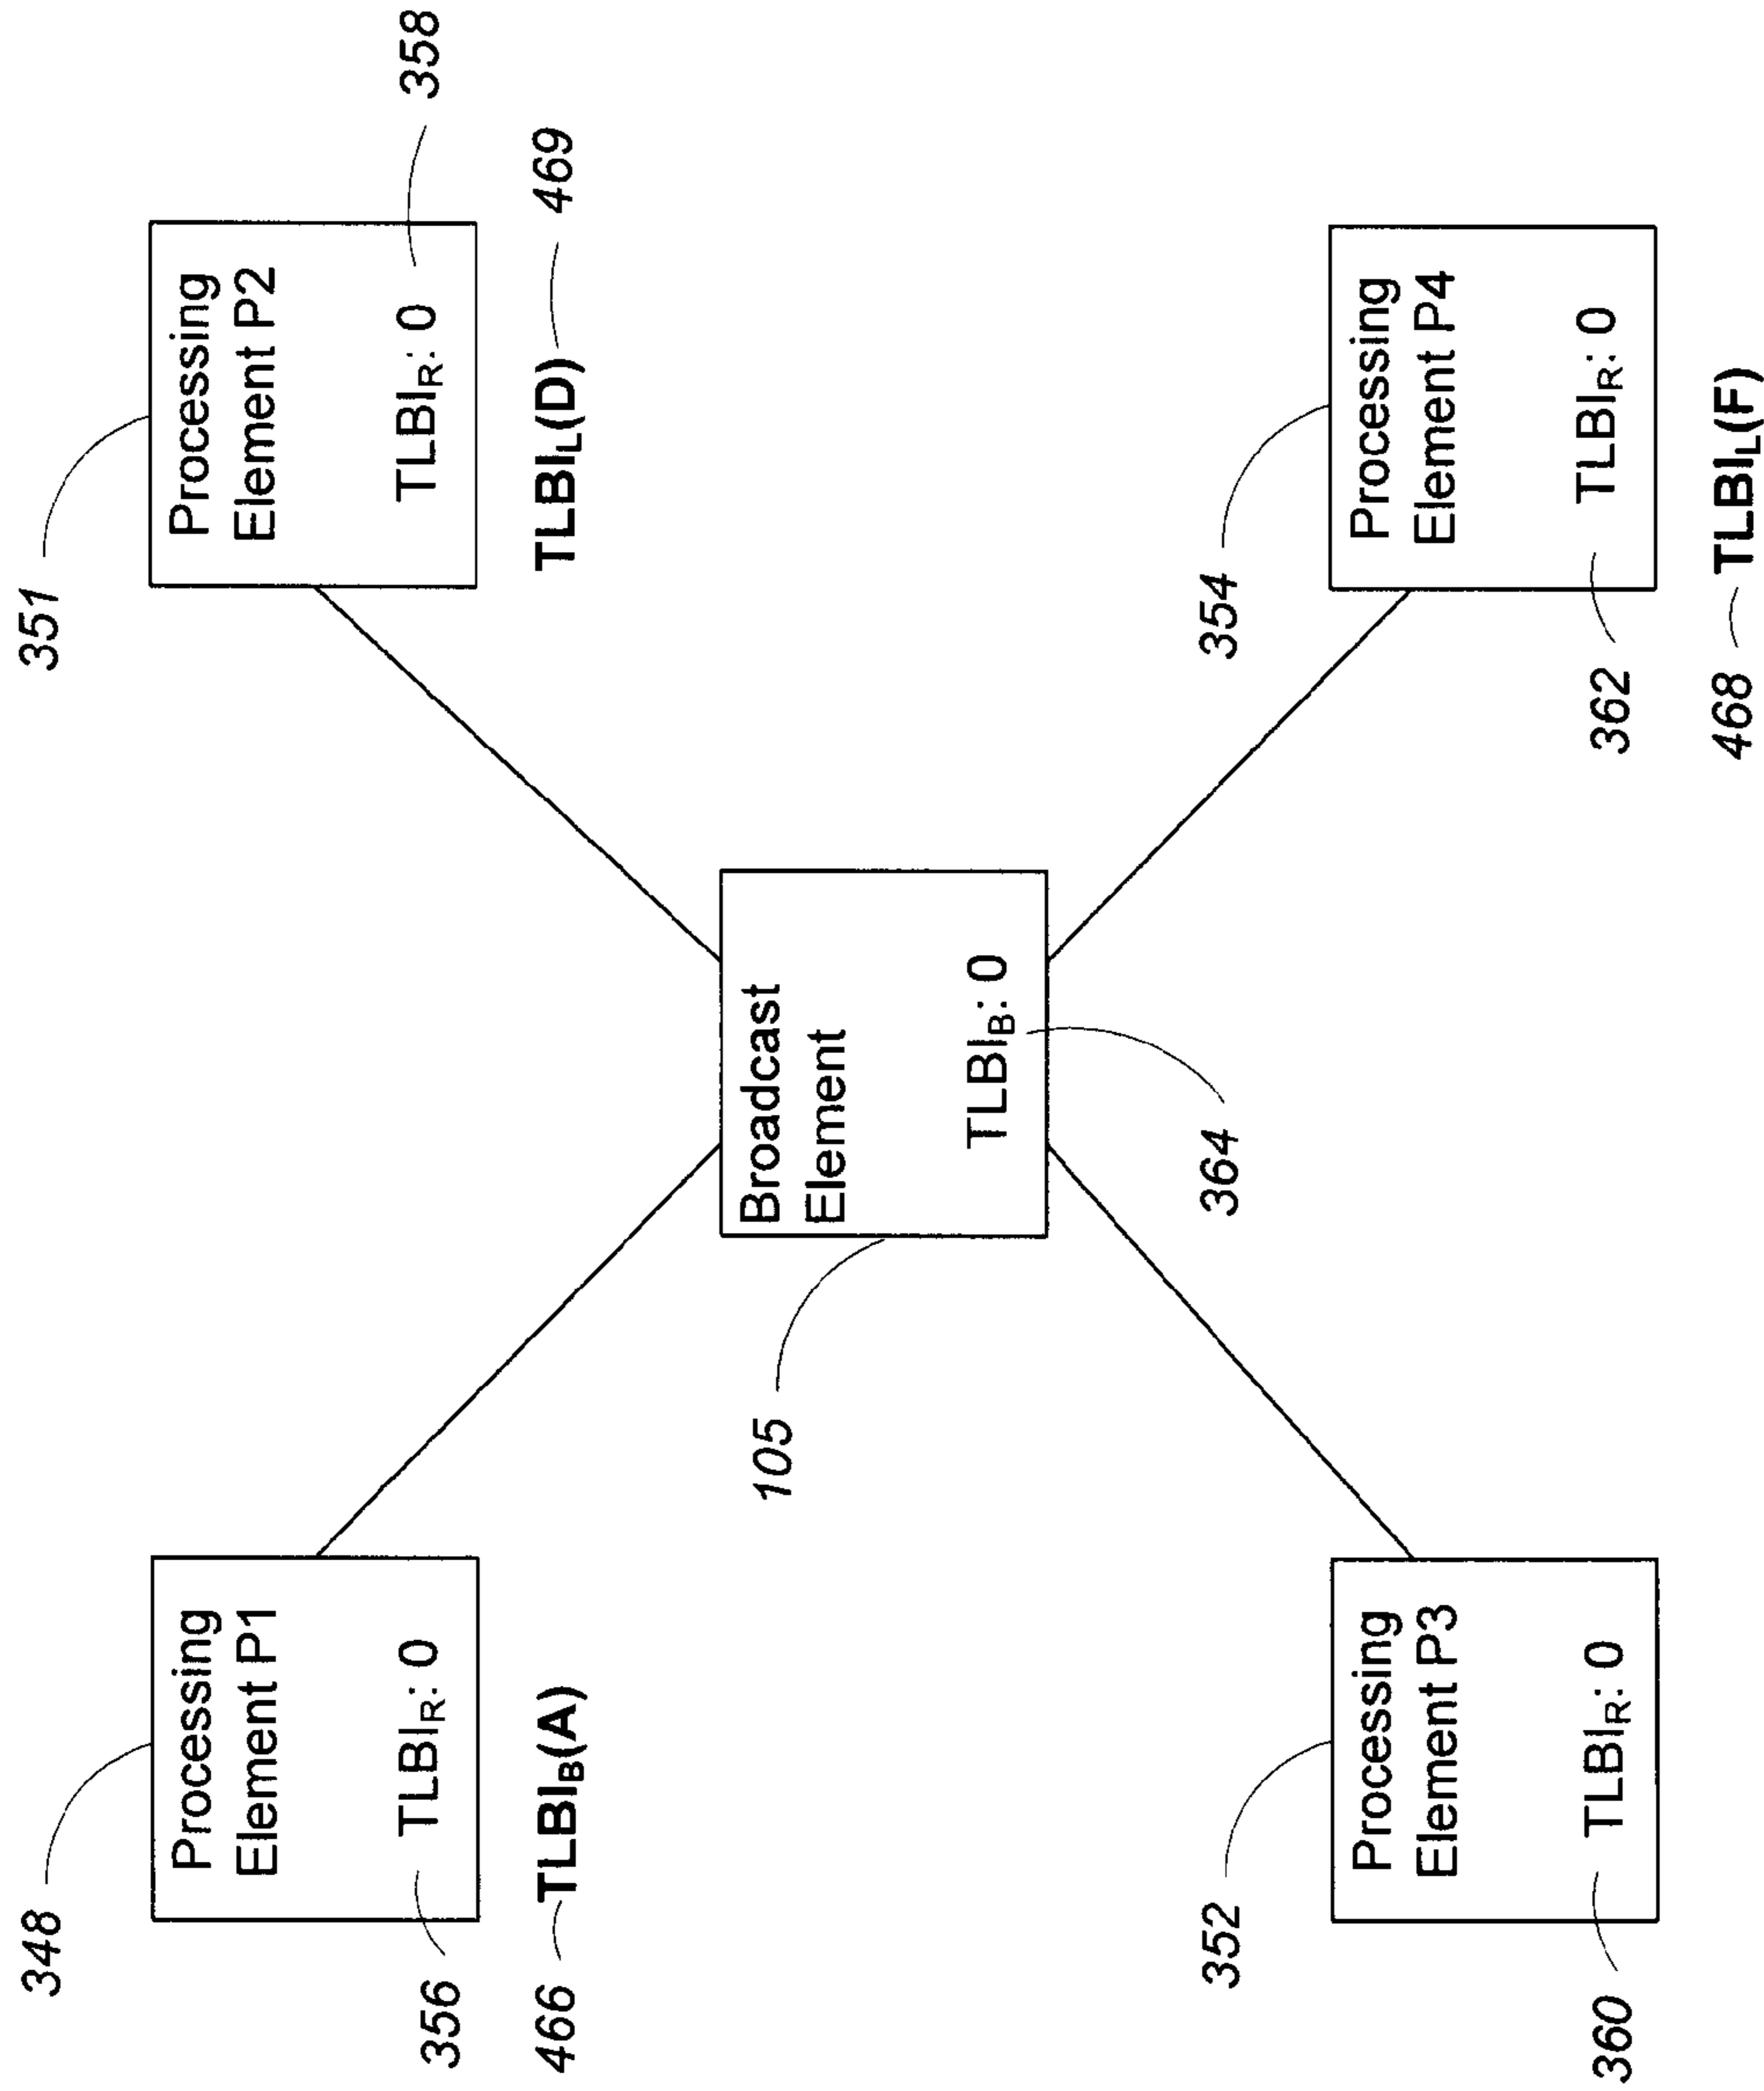 348
Processing
Element P1
TLBI_R: 0
356
466
TLBI_B(A)
351
Processing
Element P2
TLBI_R: 0
358
TLBI_L(D)
469
105
Broadcast
Element
TLBI_B: 0
364
352
Processing
Element P3
TLBI_R: 0
360
354
Processing
Element P4
TLBI_R: 0
362
468
TLBI_L(F)